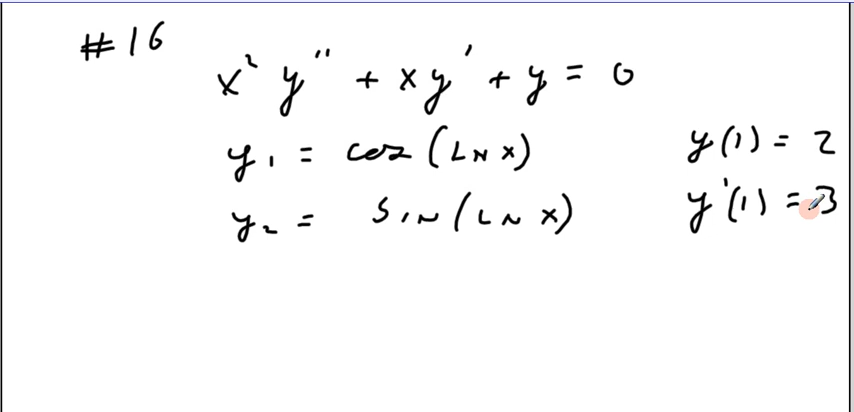 #16
x² y'' + xy' + y = 0
y₁ = cos (LN x) y(1) = 2
y₂ = SIN (LN x) y'(1) = 3